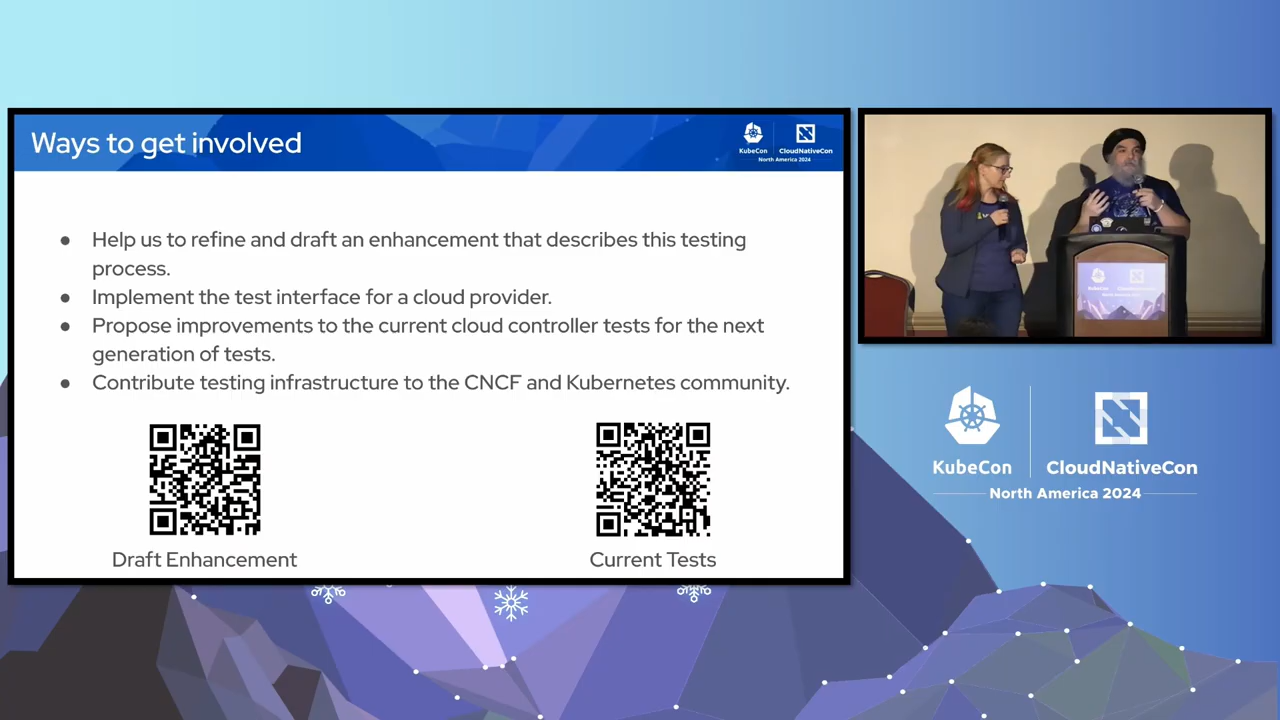 Ways to get involved
KubeCon
CloudNativeCon
North America 2024
● Help us to refine and draft an enhancement that describes this testing
process.
● Implement the test interface for a cloud provider.
● Propose improvements to the current cloud controller tests for the next
generation of tests.
● Contribute testing infrastructure to the CNCF and Kubernetes community.
Draft Enhancement
Current Tests
KubeCon
CloudNativeCon
North America 2024